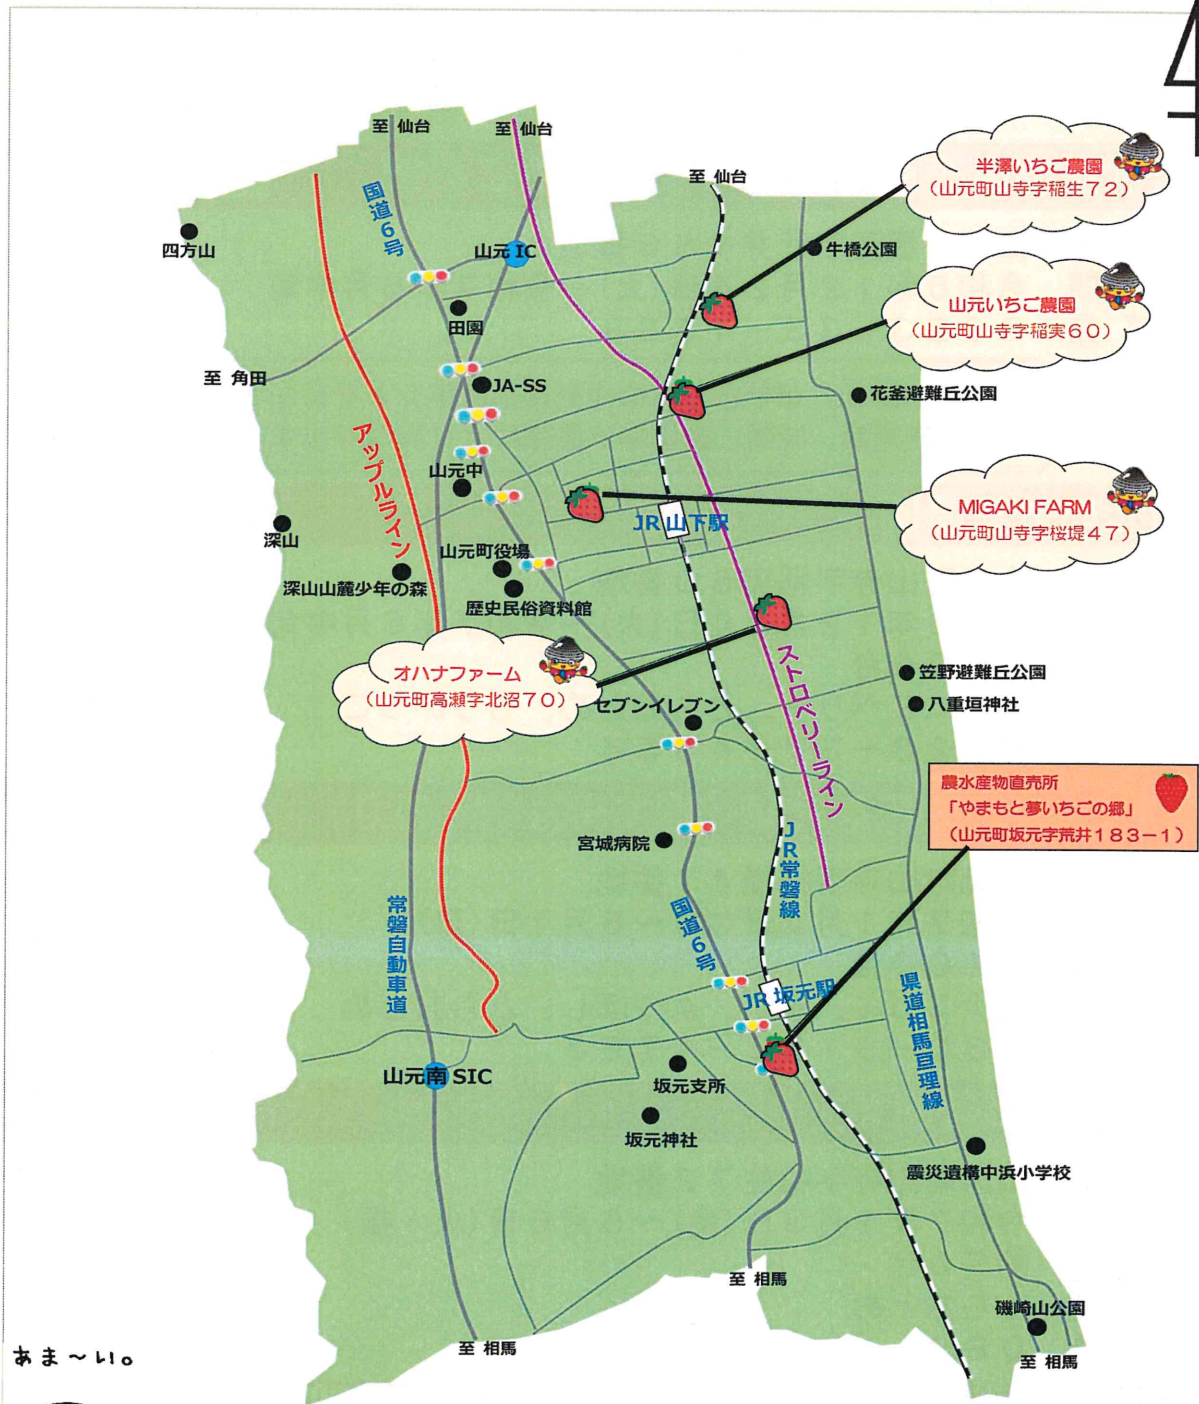 4
至 仙台
至 仙台
至 仙台
半澤いちご農園
（山元町山寺字稲生７２）
国道6号
四方山
山元 IC
牛橋公園
田園
山元いちご農園
（山元町山寺字稲実６０）
至 角田
JA-SS
花釜避難丘公園
アップルライン
山元中
MIGAKI FARM
（山元町山寺字桜堤４７）
JR 山下駅
深山
山元町役場
深山山麓少年の森
歴史民俗資料館
オハナファーム
（山元町高瀬字北沼７０）
ストロベリーライン
笠野避難丘公園
八重垣神社
セブンイレブン
農水産物直売所
「やまもと夢いちごの郷」
（山元町坂元字荒井１８３－１）
宮城病院
JR常磐線
常磐自動車道
国道6号
JR 坂元駅
県道相馬亘理線
山元南 SIC
坂元支所
坂元神社
震災遺構中浜小学校
至 相馬
磯崎山公園
至 相馬
至 相馬
あま～い。